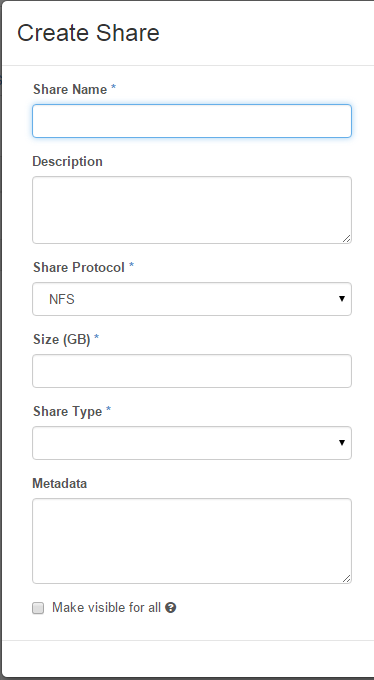 Create Share
Share Name *
Description
Share Protocol *
NFS
Size (GB) *
Share Type *
Metadata
Make visible for all